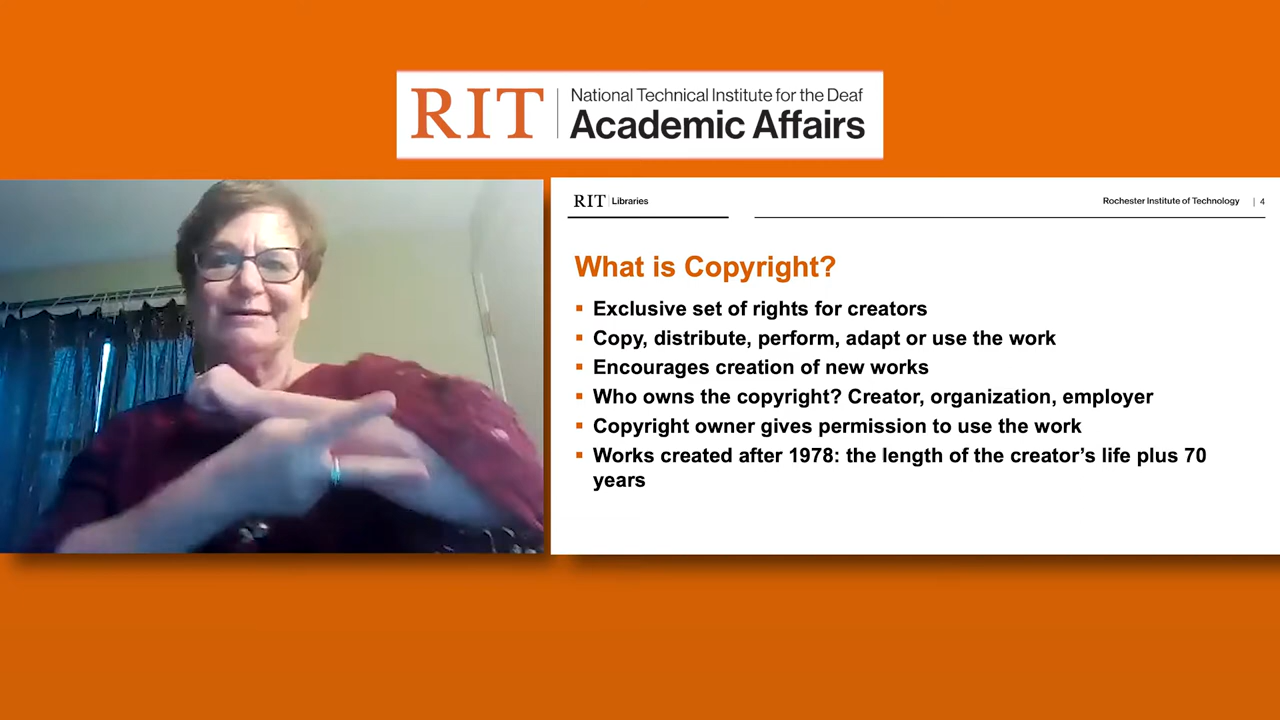 RIT | National Technical Institute for the Deaf
Academic Affairs
RIT | Libraries
Rochester Institute of Technology | 4
What is Copyright?
▪ Exclusive set of rights for creators
▪ Copy, distribute, perform, adapt or use the work
▪ Encourages creation of new works
▪ Who owns the copyright? Creator, organization, employer
▪ Copyright owner gives permission to use the work
▪ Works created after 1978: the length of the creator’s life plus 70
years